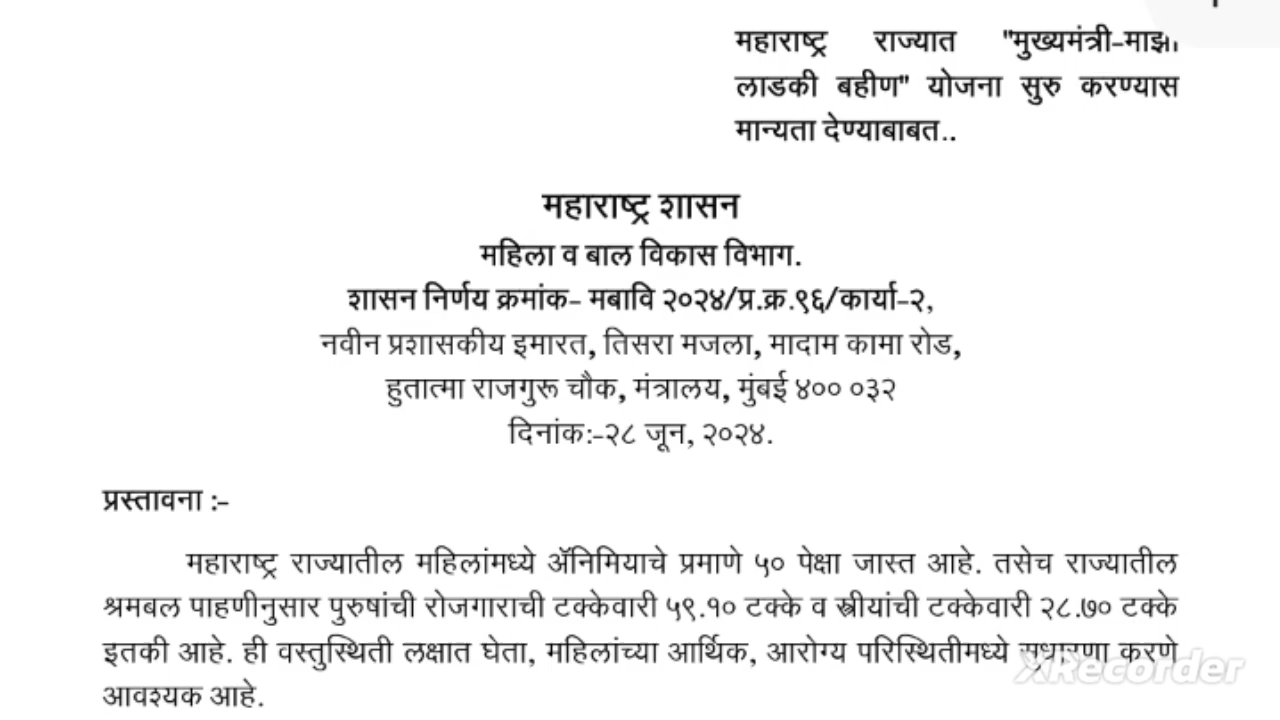 महाराष्ट्र राज्यात "मुख्यमंत्री-माझी
लाडकी बहीण" योजना सुरु करण्यास
मान्यता देण्याबाबत..
महाराष्ट्र शासन
महिला व बाल विकास विभाग.
शासन निर्णय क्रमांक- मबावि २०२४/प्र.क्र.९६/कार्या-२,
नवीन प्रशासकीय इमारत, तिसरा मजला, मादाम कामा रोड,
हुतात्मा राजगुरू चौक, मंत्रालय, मुंबई ४०० ०३२
दिनांक:-२८ जून, २०२४.
प्रस्तावना :-
महाराष्ट्र राज्यातील महिलांमध्ये ॲनिमियाचे प्रमाणे ५० पेक्षा जास्त आहे. तसेच राज्यातील
श्रमबल पाहणीनुसार पुरुषांची रोजगाराची टक्केवारी ५९.१० टक्के व स्त्रीयांची टक्केवारी २८.७० टक्के
इतकी आहे. ही वस्तुस्थिती लक्षात घेता, महिलांच्या आर्थिक, आरोग्य परिस्थितीमध्ये सुधारणा करणे
आवश्यक आहे.
XRecorder